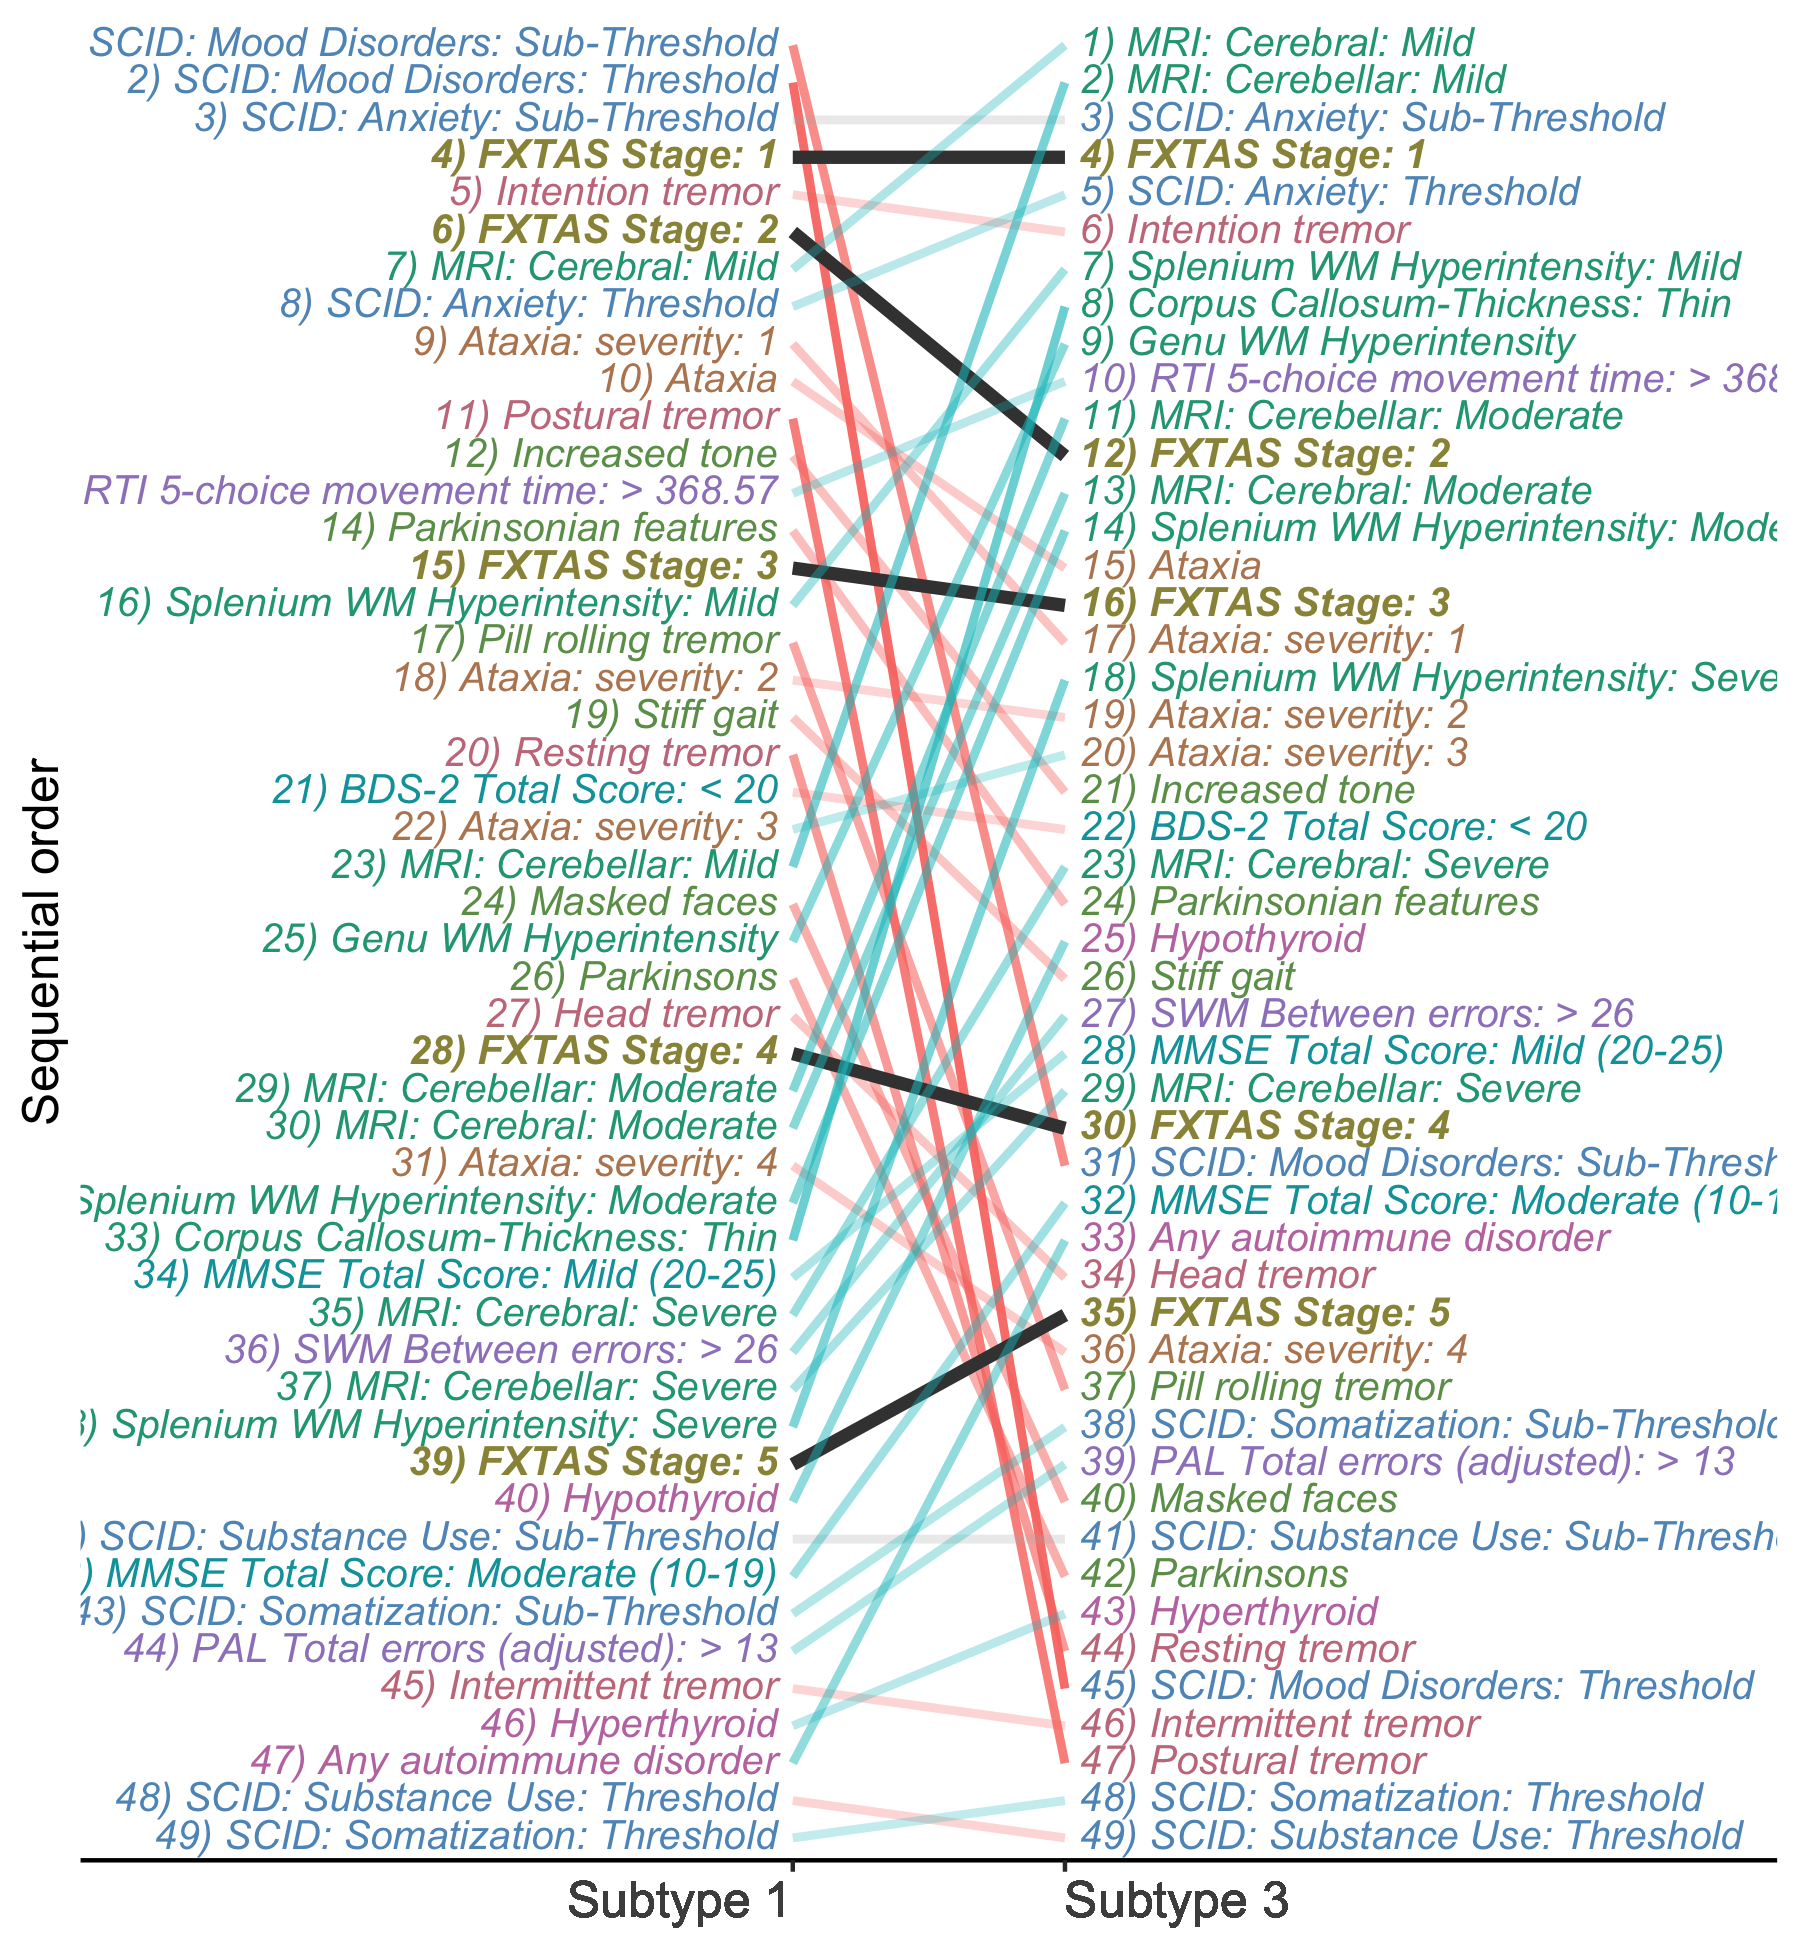 SCID: Mood Disorders: Sub-Threshold
2) SCID: Mood Disorders: Threshold
3) SCID: Anxiety: Sub-Threshold
4) FXTAS Stage: 1
5) Intention tremor
6) FXTAS Stage: 2
7) MRI: Cerebral: Mild
8) SCID: Anxiety: Threshold
9) Ataxia: severity: 1
10) Ataxia
11) Postural tremor
12) Increased tone
RTI 5-choice movement time: > 368.57
14) Parkinsonian features
15) FXTAS Stage: 3
16) Splenium WM Hyperintensity: Mild
17) Pill rolling tremor
18) Ataxia: severity: 2
19) Stiff gait
20) Resting tremor
21) BDS-2 Total Score: < 20
22) Ataxia: severity: 3
23) MRI: Cerebellar: Mild
24) Masked faces
25) Genu WM Hyperintensity
26) Parkinsons
27) Head tremor
28) FXTAS Stage: 4
29) MRI: Cerebellar: Moderate
30) MRI: Cerebral: Moderate
31) Ataxia: severity: 4
Splenium WM Hyperintensity: Moderate
33) Corpus Callosum-Thickness: Thin
34) MMSE Total Score: Mild (20-25)
35) MRI: Cerebral: Severe
36) SWM Between errors: > 26
37) MRI: Cerebellar: Severe
) Splenium WM Hyperintensity: Severe
39) FXTAS Stage: 5
40) Hypothyroid
) SCID: Substance Use: Sub-Threshold
) MMSE Total Score: Moderate (10-19)
43) SCID: Somatization: Sub-Threshold
44) PAL Total errors (adjusted): > 13
45) Intermittent tremor
46) Hyperthyroid
47) Any autoimmune disorder
48) SCID: Substance Use: Threshold
49) SCID: Somatization: Threshold
1) MRI: Cerebral: Mild
2) MRI: Cerebellar: Mild
3) SCID: Anxiety: Sub-Threshold
4) FXTAS Stage: 1
5) SCID: Anxiety: Threshold
6) Intention tremor
7) Splenium WM Hyperintensity: Mild
8) Corpus Callosum-Thickness: Thin
9) Genu WM Hyperintensity
10) RTI 5-choice movement time: > 368
11) MRI: Cerebellar: Moderate
12) FXTAS Stage: 2
13) MRI: Cerebral: Moderate
14) Splenium WM Hyperintensity: Mode
15) Ataxia
16) FXTAS Stage: 3
17) Ataxia: severity: 1
18) Splenium WM Hyperintensity: Seve
19) Ataxia: severity: 2
20) Ataxia: severity: 3
21) Increased tone
22) BDS-2 Total Score: < 20
23) MRI: Cerebral: Severe
24) Parkinsonian features
25) Hypothyroid
26) Stiff gait
27) SWM Between errors: > 26
28) MMSE Total Score: Mild (20-25)
29) MRI: Cerebellar: Severe
30) FXTAS Stage: 4
31) SCID: Mood Disorders: Sub-Thresh
32) MMSE Total Score: Moderate (10-1
33) Any autoimmune disorder
34) Head tremor
35) FXTAS Stage: 5
36) Ataxia: severity: 4
37) Pill rolling tremor
38) SCID: Somatization: Sub-Threshold
39) PAL Total errors (adjusted): > 13
40) Masked faces
41) SCID: Substance Use: Sub-Thresh
42) Parkinsons
43) Hyperthyroid
44) Resting tremor
45) SCID: Mood Disorders: Threshold
46) Intermittent tremor
47) Postural tremor
48) SCID: Somatization: Threshold
49) SCID: Substance Use: Threshold
Sequential order
Subtype 1
Subtype 3